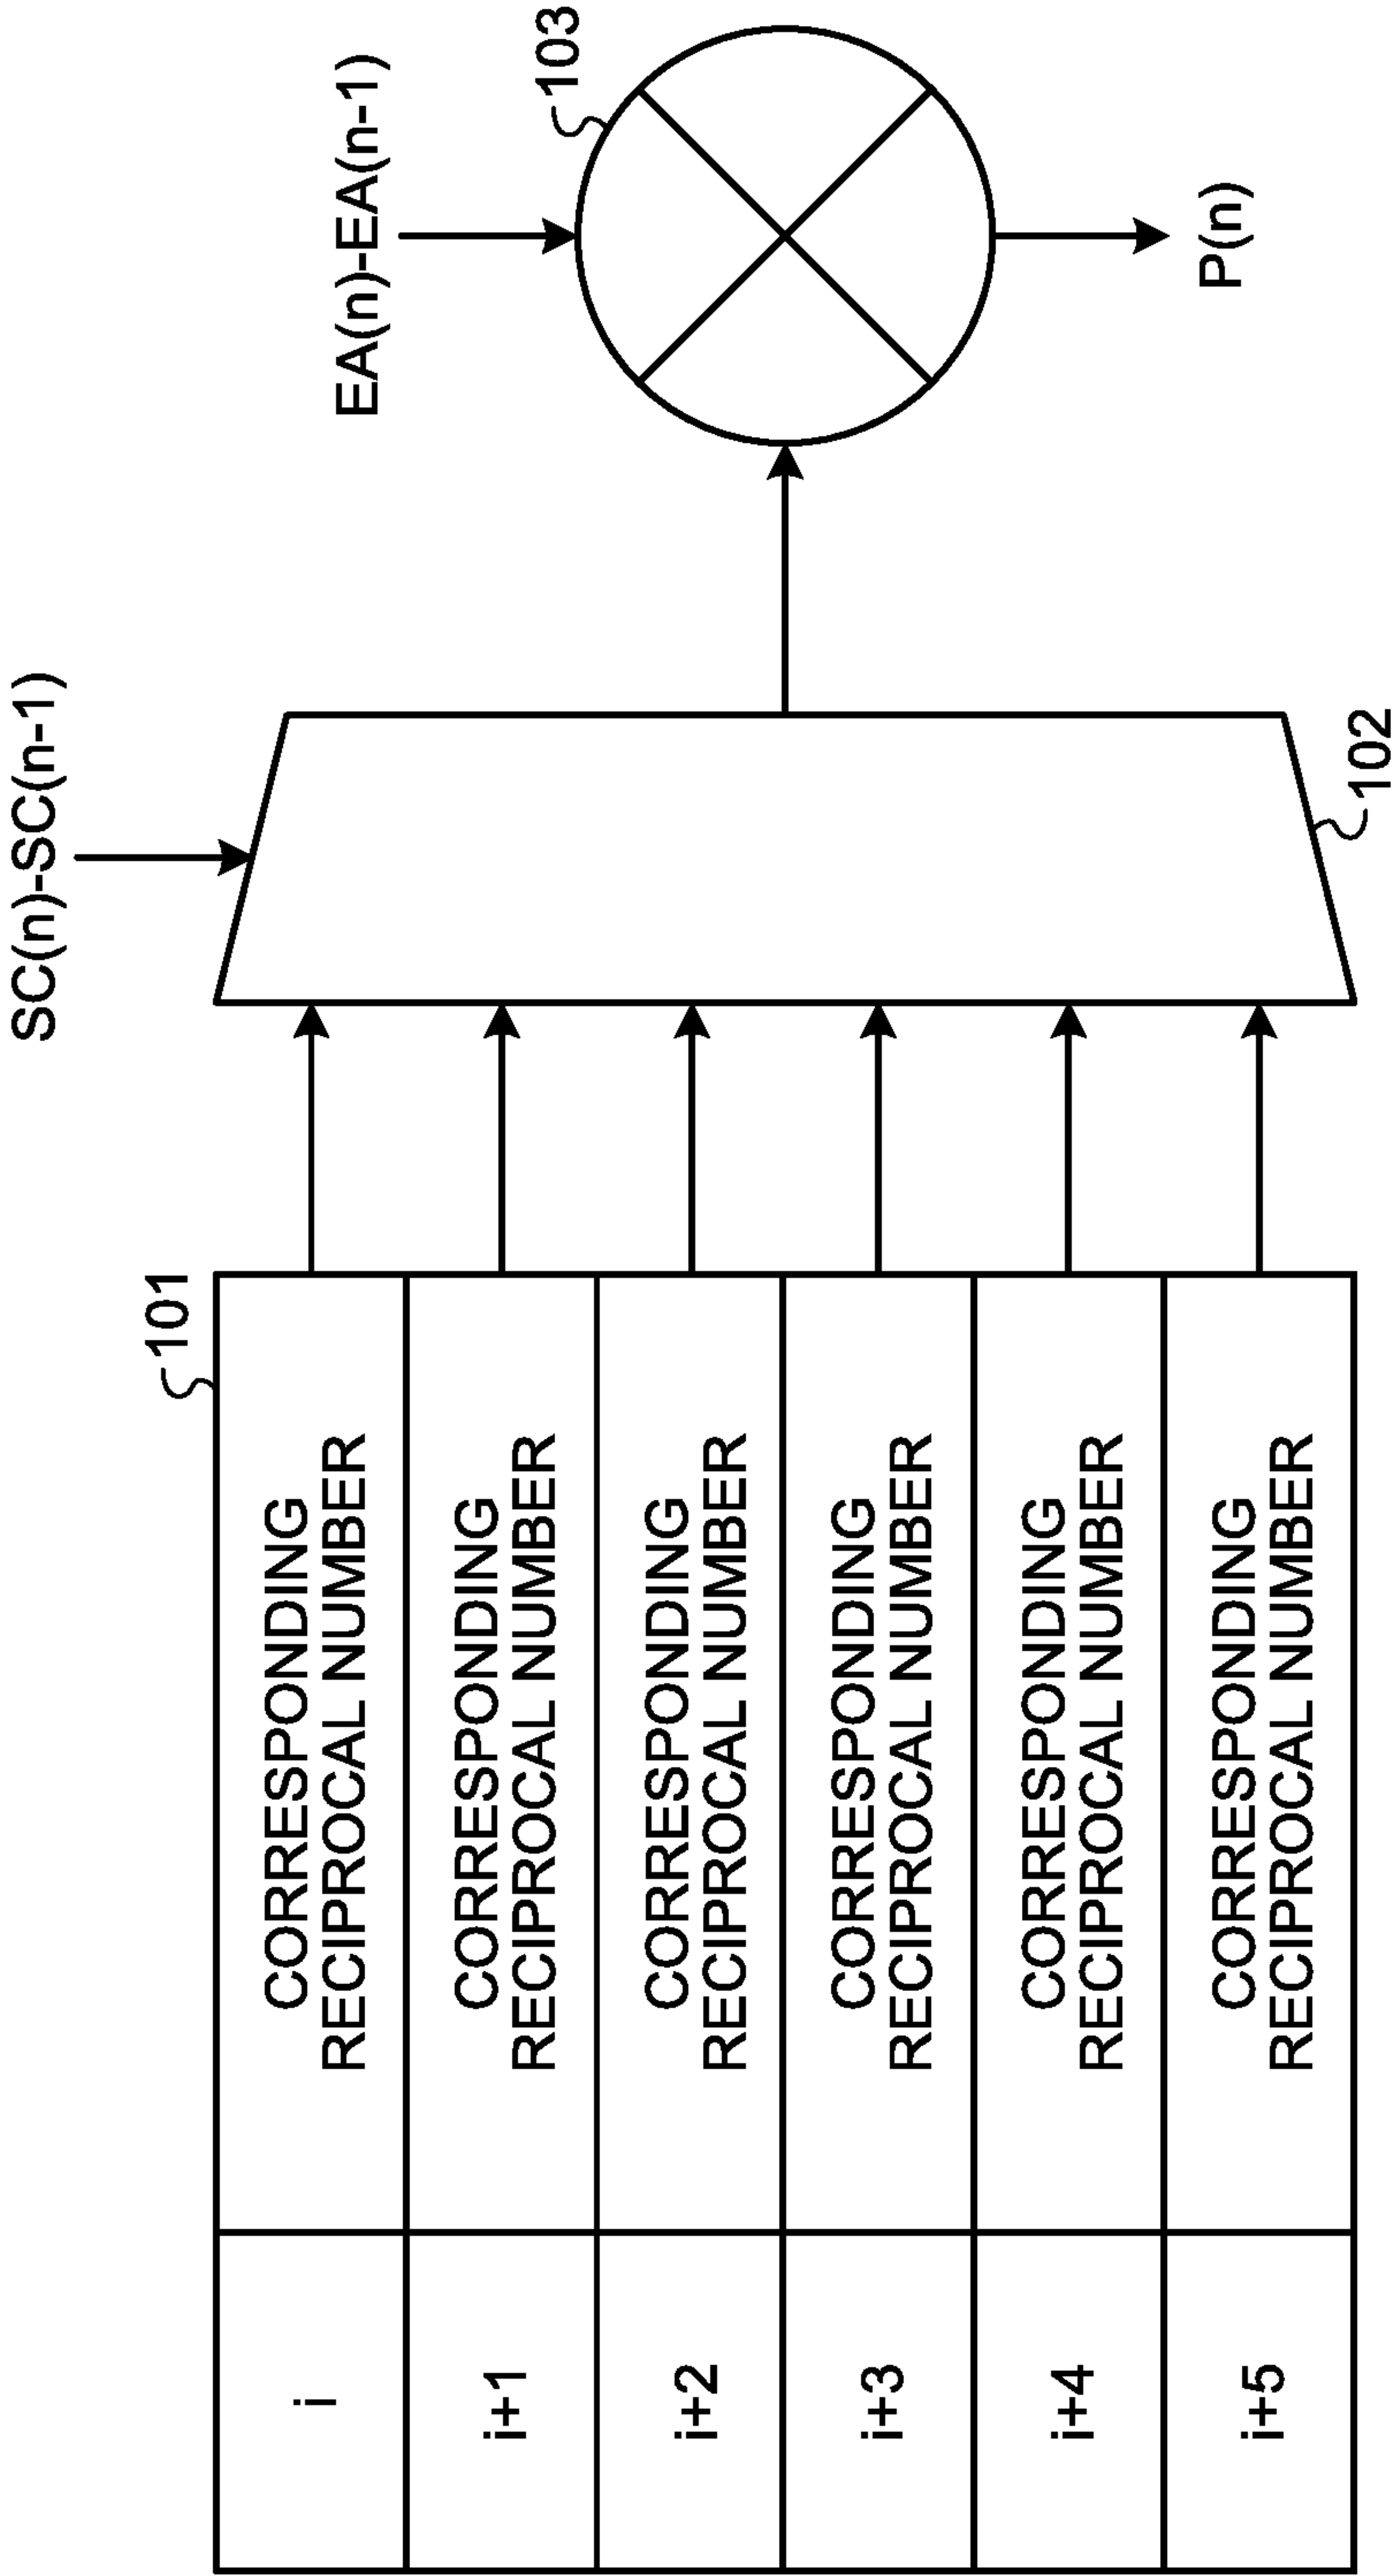 SC(n)-SC(n-1)
EA(n)-EA(n-1)
103
101
i
CORRESPONDING
RECIPROCAL NUMBER
i+1
CORRESPONDING
RECIPROCAL NUMBER
i+2
CORRESPONDING
RECIPROCAL NUMBER
i+3
CORRESPONDING
RECIPROCAL NUMBER
i+4
CORRESPONDING
RECIPROCAL NUMBER
i+5
CORRESPONDING
RECIPROCAL NUMBER
102
P(n)